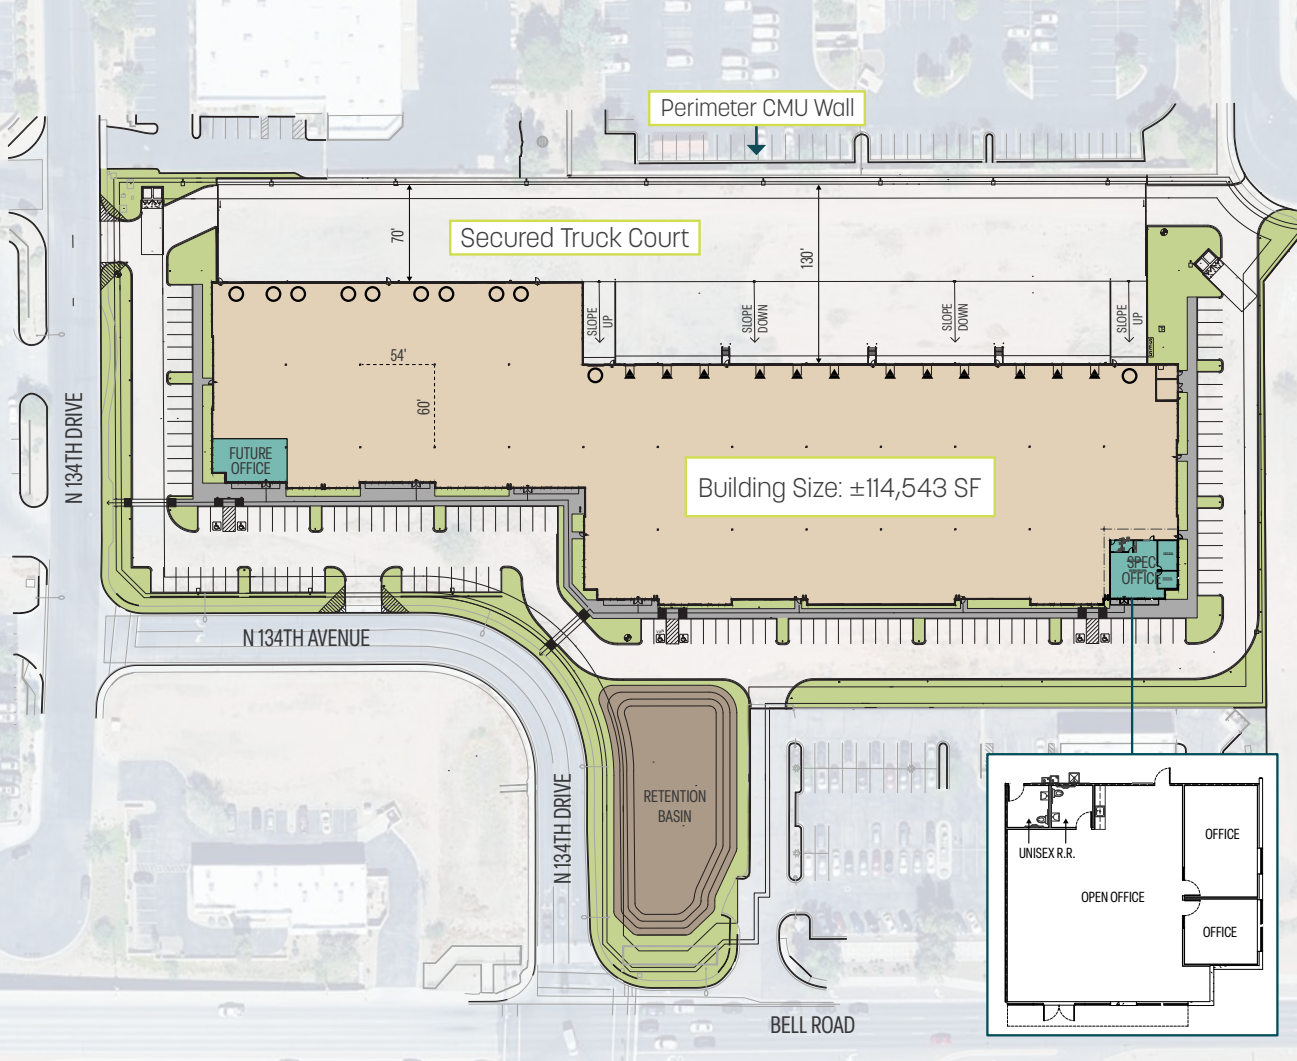 Perimeter CMU Wall
Secured Truck Court
70'
130'
SLOPE
UP
SLOPE
DOWN
SLOPE
DOWN
SLOPE
UP
54'
60'
N 134TH DRIVE
FUTURE
OFFICE
Building Size: ±114,543 SF
SPEC
OFFICE
N 134TH AVENUE
N 134TH DRIVE
RETENTION
BASIN
UNISEX R.R.
OPEN OFFICE
OFFICE
OFFICE
BELL ROAD